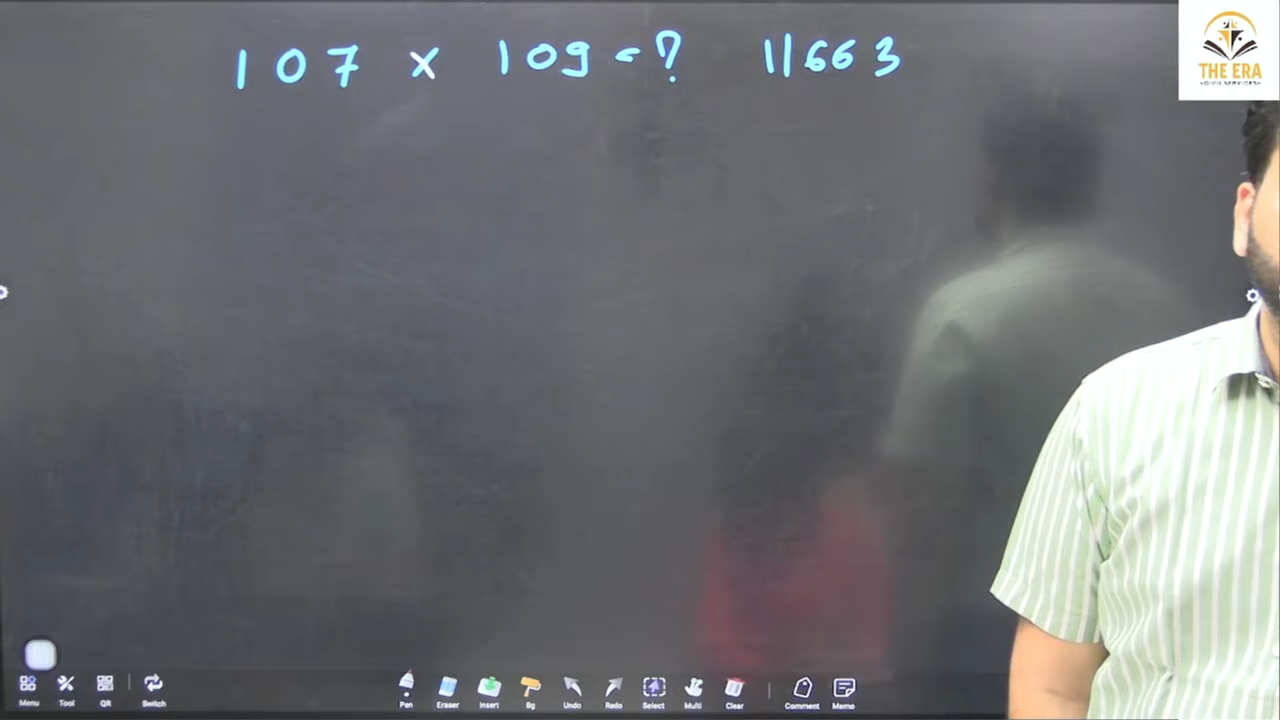 107 × 109 = ? 11663
THE ERA
Menu Tool QR Switch Pen Eraser Insert Bg Undo Redo Select Multi Clear Comment Memo